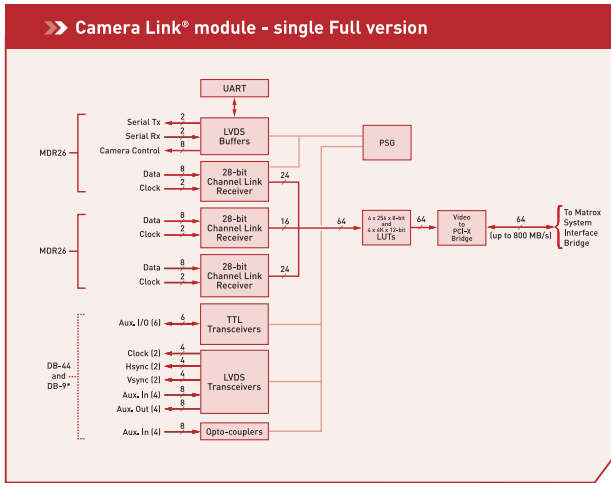 Camera Link® module - single Full version
UART
Serial Tx 2
Serial Rx 2
Camera Control 8
LVDS
Buffers
PSG
MDR26
Data 8
Clock 2
28-bit
Channel Link
Receiver
24
MDR26
Data 8
Clock 2
28-bit
Channel Link
Receiver
16
64
4 x 256 x 8-bit
and
4 x 4K x 12-bit
LUTs
64
Video
to
PCI-X
Bridge
64
(up to 800 MB/s)
To Matrox
System
Interface
Bridge
Data 8
Clock 2
28-bit
Channel Link
Receiver
24
DB-44
and
DB-9*
Aux. I/O (6) 6
TTL
Transceivers
Clock (2) 4
Hsync (2) 4
Vsync (2) 4
Aux. In (4) 8
Aux. Out (4) 8
LVDS
Transceivers
Aux. In (4) 8
Opto-couplers